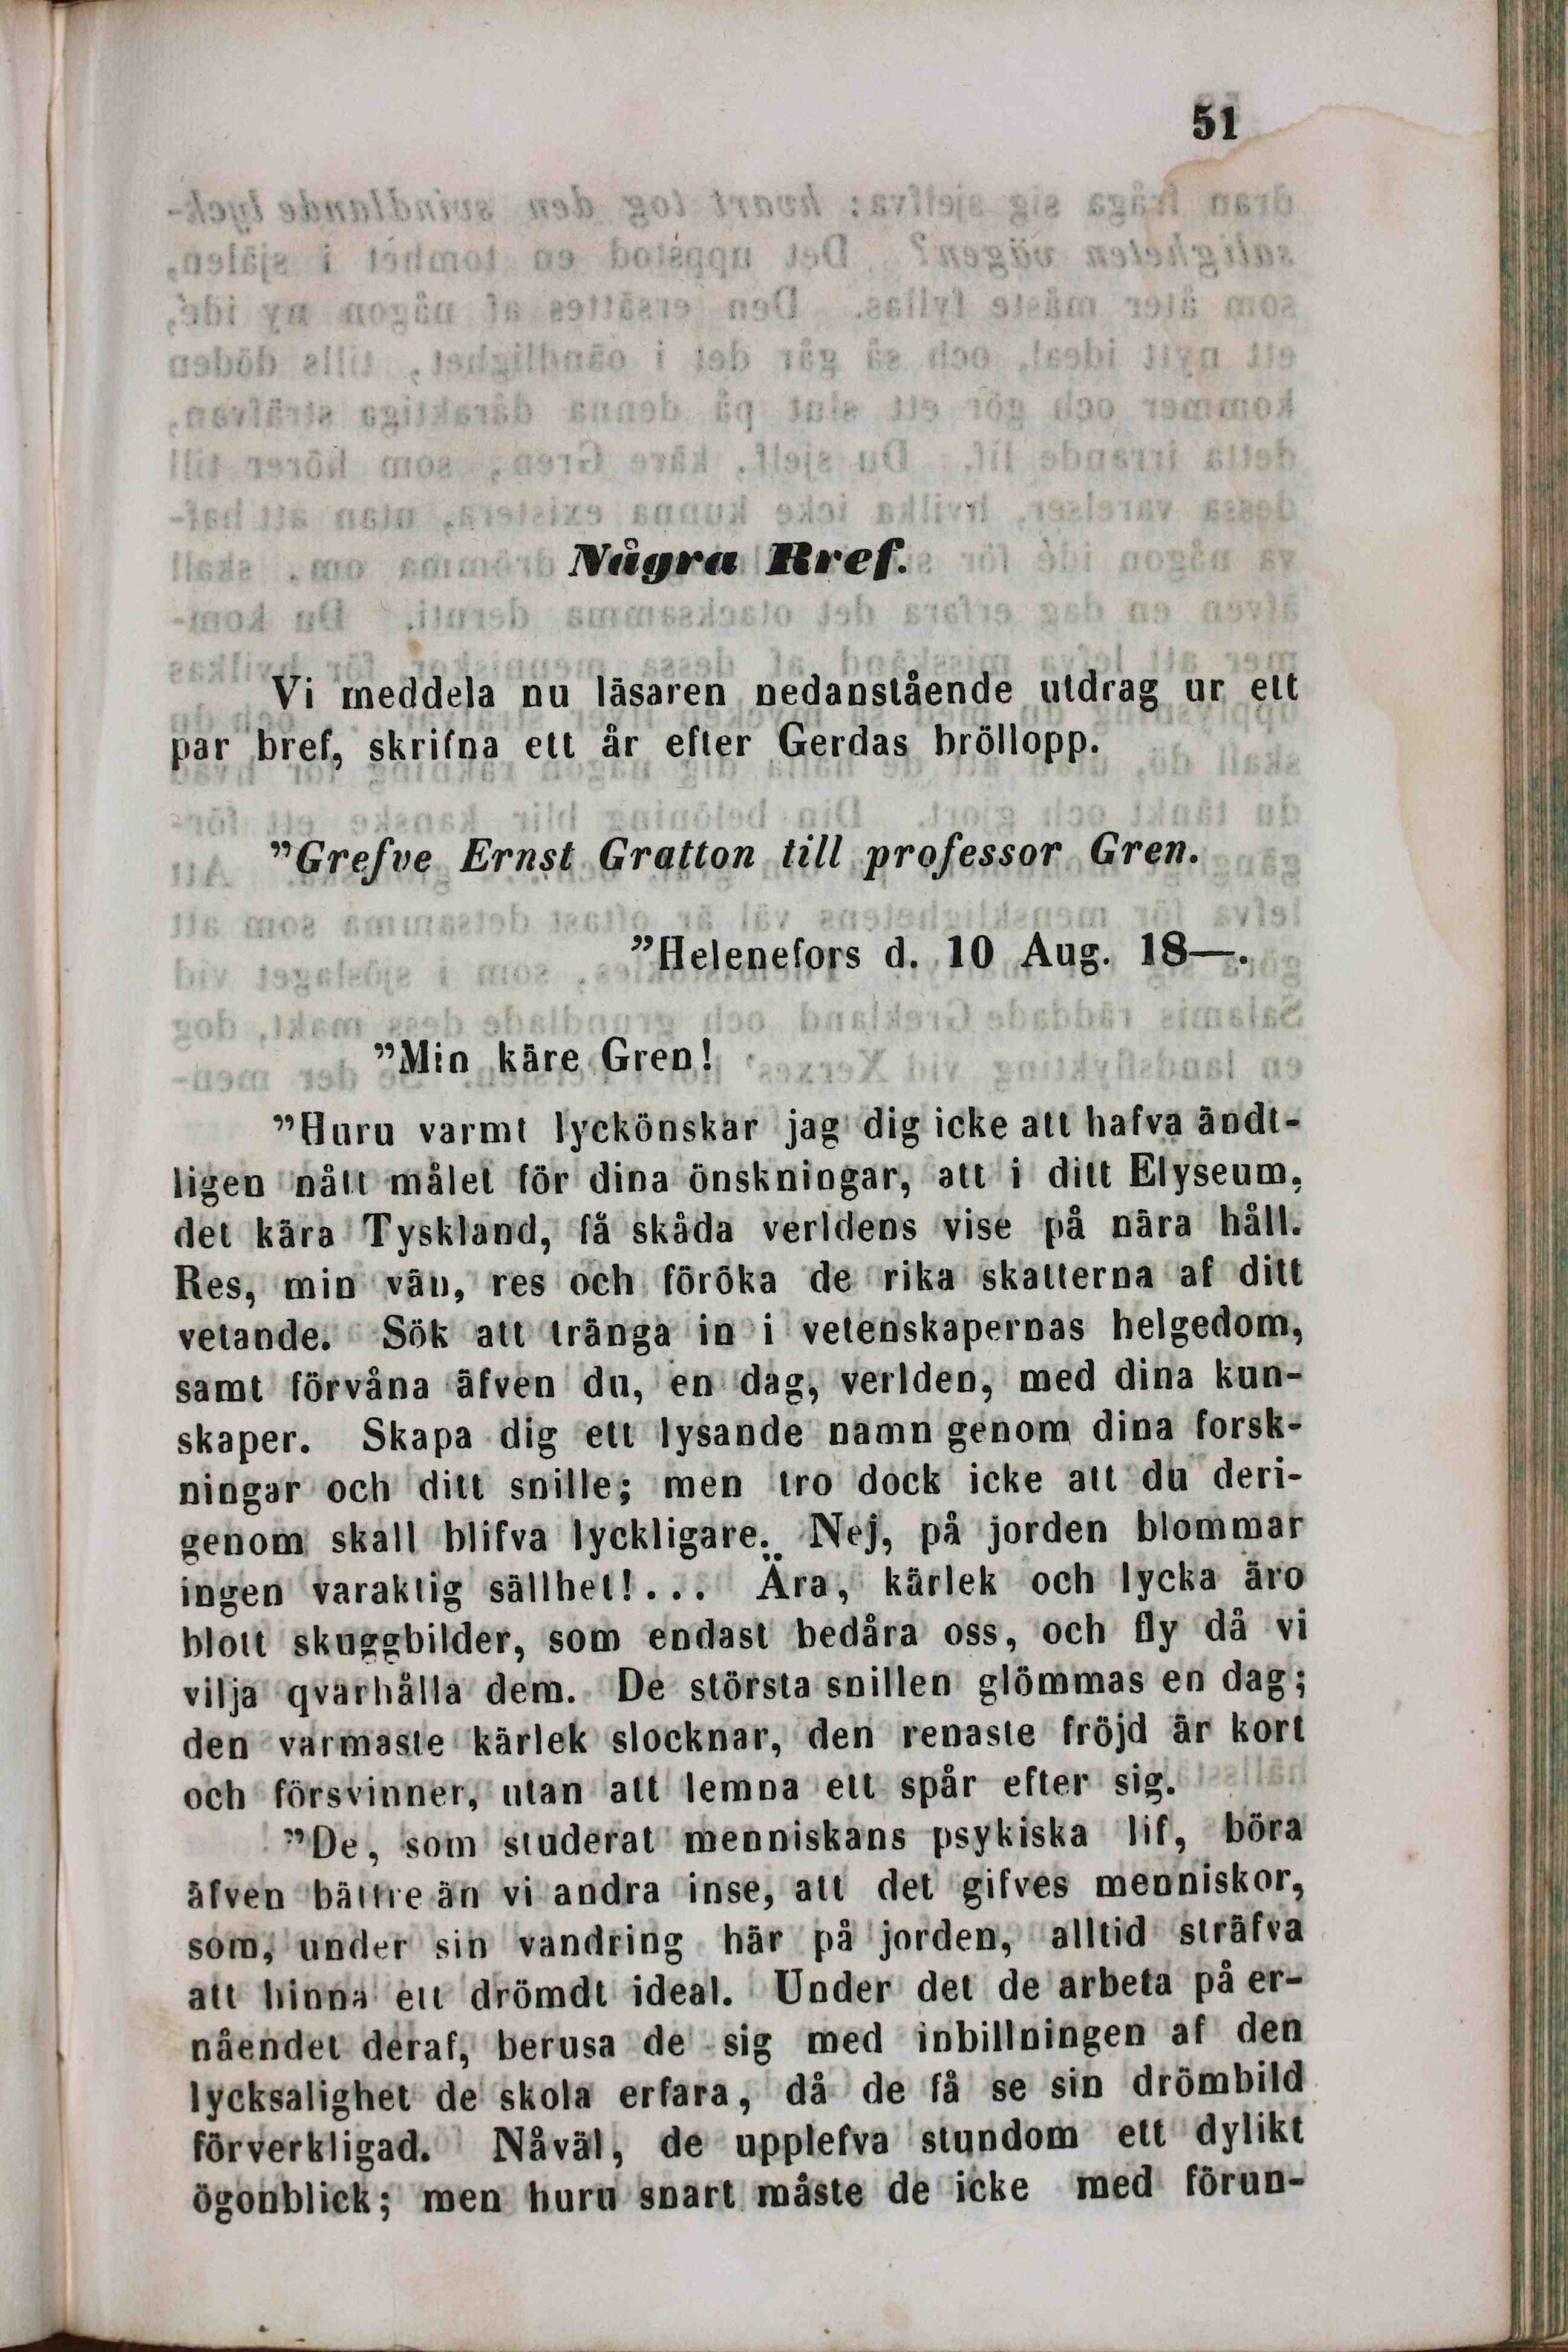 51
Några Bref.
Vi meddela nu läsaren nedanstående utdrag ur ett
par bref, skrifna ett år efter Gerdas bröllopp.
”Grefve Ernst Gratton till professor Gren.
”Helenefors d. 10 Aug. 18—.
”Min käre Gren!
”Huru varmt lyckönskar jag dig icke att hafva ändt-
ligen nått målet för dina önskningar, att i ditt Elyseum,
det kära Tyskland, få skåda verldens vise på nära håll.
Res, min vän, res och föröka de rika skatterna af ditt
vetande. Sök att tränga in i vetenskapernas helgedom,
samt förvåna äfven du, en dag, verlden, med dina kun-
skaper. Skapa dig ett lysande namn genom dina forsk-
ningar och ditt snille; men tro dock icke att du deri-
genom skall blifva lyckligare. Nej, på jorden blommar
ingen varaktig sällhet!... Ära, kärlek och lycka äro
blott skuggbilder, som endast bedåra oss, och fly då vi
vilja qvarhålla dem. De största snillen glömmas en dag;
den varmaste kärlek slocknar, den renaste fröjd är kort
och försvinner, utan att lemna ett spår efter sig.
”De, som studerat menniskans psykiska lif, böra
äfven bättre än vi andra inse, att det gifves menniskor,
som, under sin vandring här på jorden, alltid sträfva
att hinna ett drömdt ideal. Under det de arbeta på er-
nåendet deraf, berusa de sig med inbillningen af den
lycksalighet de skola erfara, då de få se sin drömbild
förverkligad. Nåväl, de upplefva stundom ett dylikt
ögonblick; men huru snart måste de icke med förun-